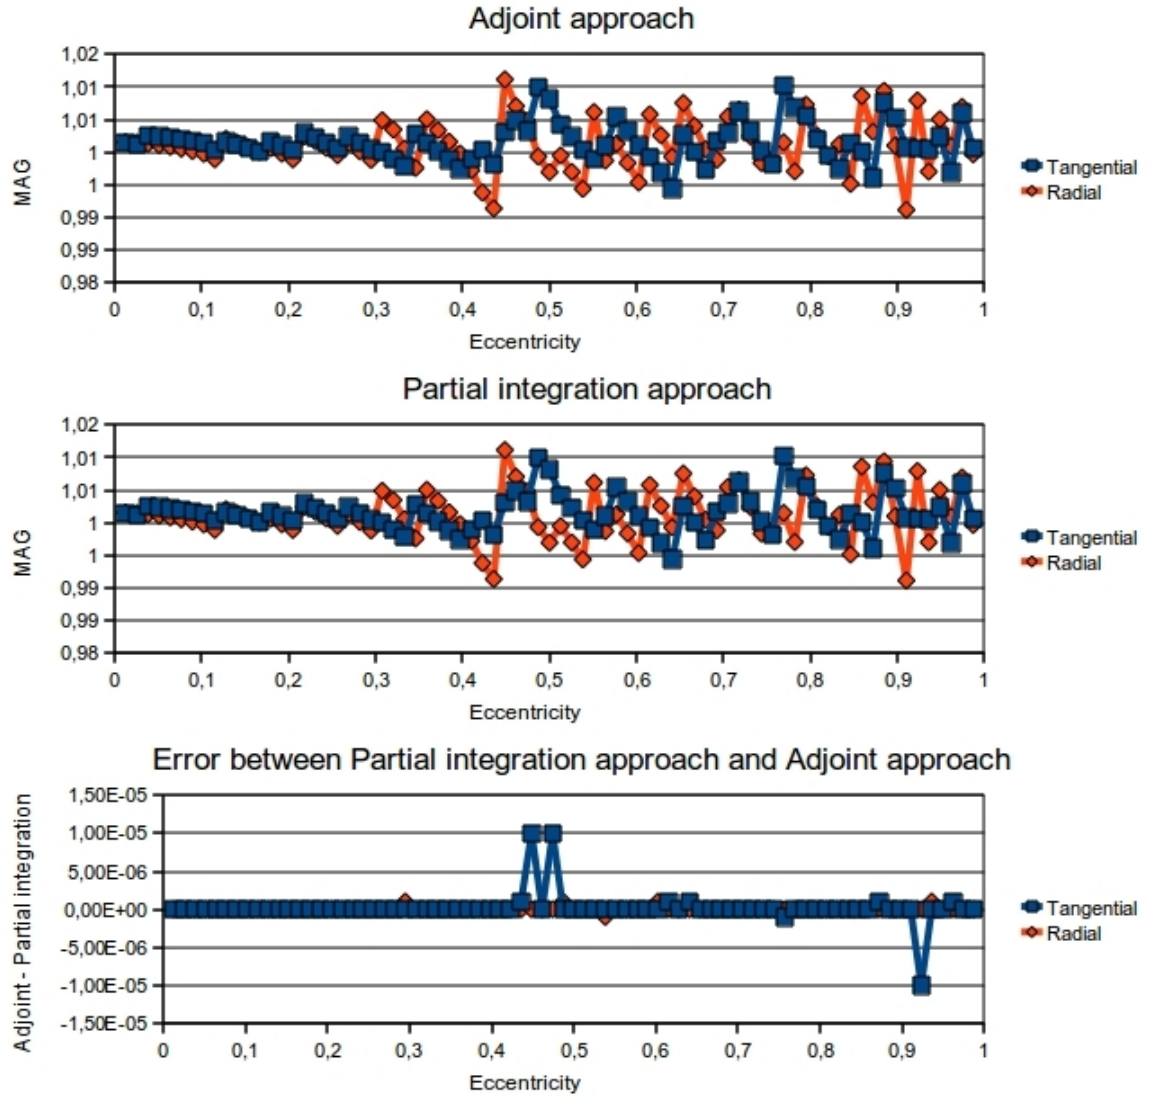 Adjoint approach
1,02
1,01
1,01
1
1
0,99
0,99
0,98
MAG
0 0,1 0,2 0,3 0,4 0,5 0,6 0,7 0,8 0,9 1
Eccentricity
Tangential
Radial
Partial integration approach
1,02
1,01
1,01
1
1
0,99
0,99
0,98
MAG
0 0,1 0,2 0,3 0,4 0,5 0,6 0,7 0,8 0,9 1
Eccentricity
Tangential
Radial
Error between Partial integration approach and Adjoint approach
1,50E-05
1,00E-05
5,00E-06
0,00E+00
-5,00E-06
-1,00E-05
-1,50E-05
Adjoint - Partial integration
0 0,1 0,2 0,3 0,4 0,5 0,6 0,7 0,8 0,9 1
Eccentricity
Tangential
Radial